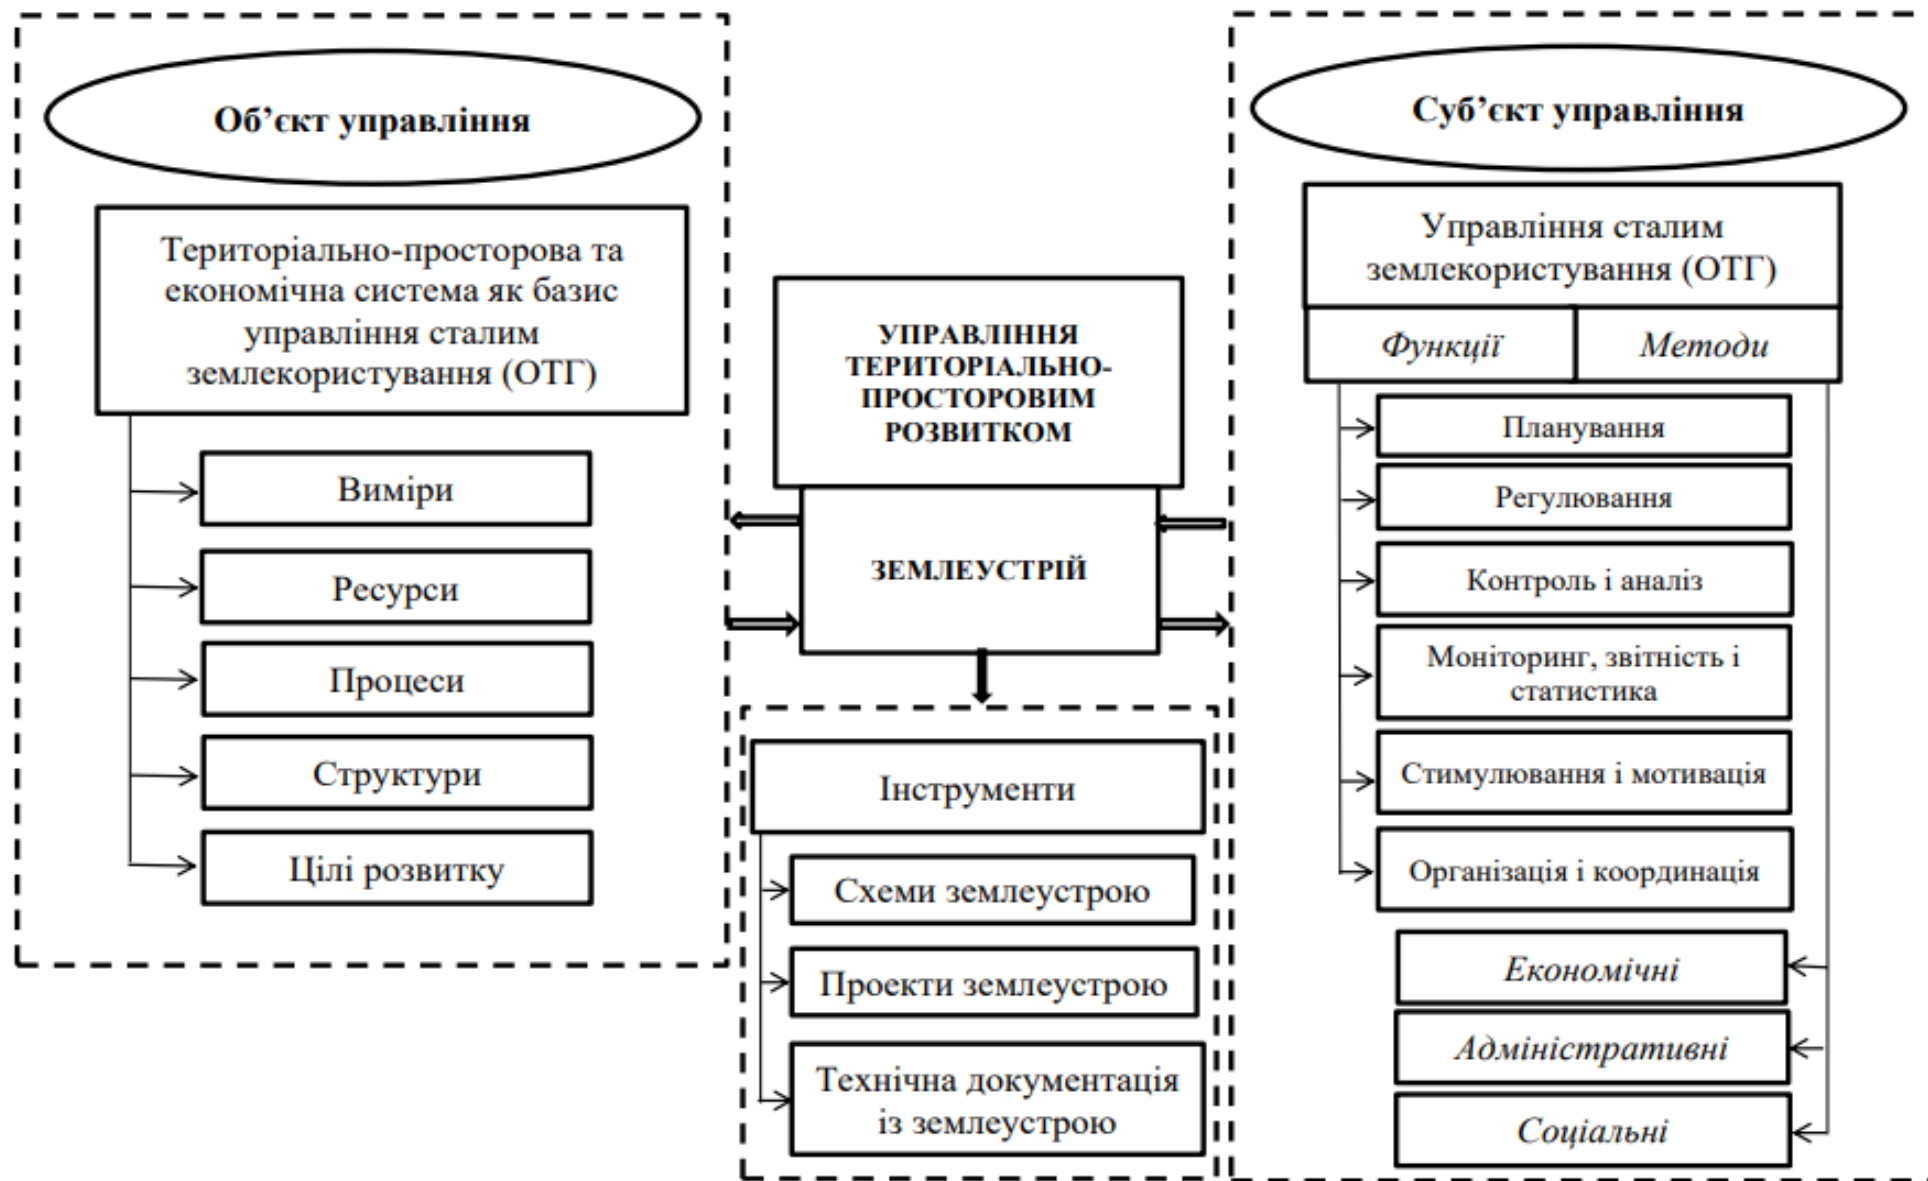 Об’єкт управління
Територіально-просторова та
економічна система як базис
управління сталим
землекористування (ОТГ)
Виміри
Ресурси
Процеси
Структури
Цілі розвитку
УПРАВЛІННЯ
ТЕРИТОРІАЛЬНО-
ПРОСТОРОВИМ
РОЗВИТКОМ
ЗЕМЛЕУСТРІЙ
Інструменти
Схеми землеустрою
Проекти землеустрою
Технічна документація
із землеустрою
Суб’єкт управління
Управління сталим
землекористування (ОТГ)
Функції
Методи
Планування
Регулювання
Контроль і аналіз
Моніторинг, звітність і
статистика
Стимулювання і мотивація
Організація і координація
Економічні
Адміністративні
Соціальні